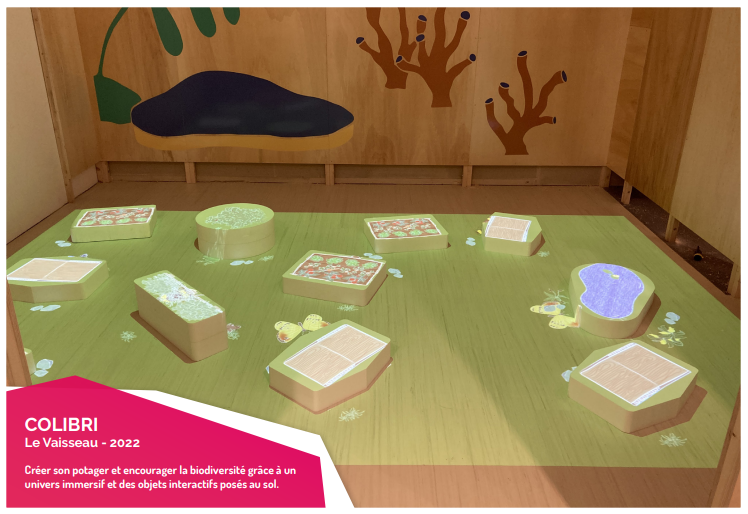 COLIBRI
Le Vaisseau - 2022
Créer son potager et encourager la biodiversité grâce à un
univers immersif et des objets interactifs posés au sol.